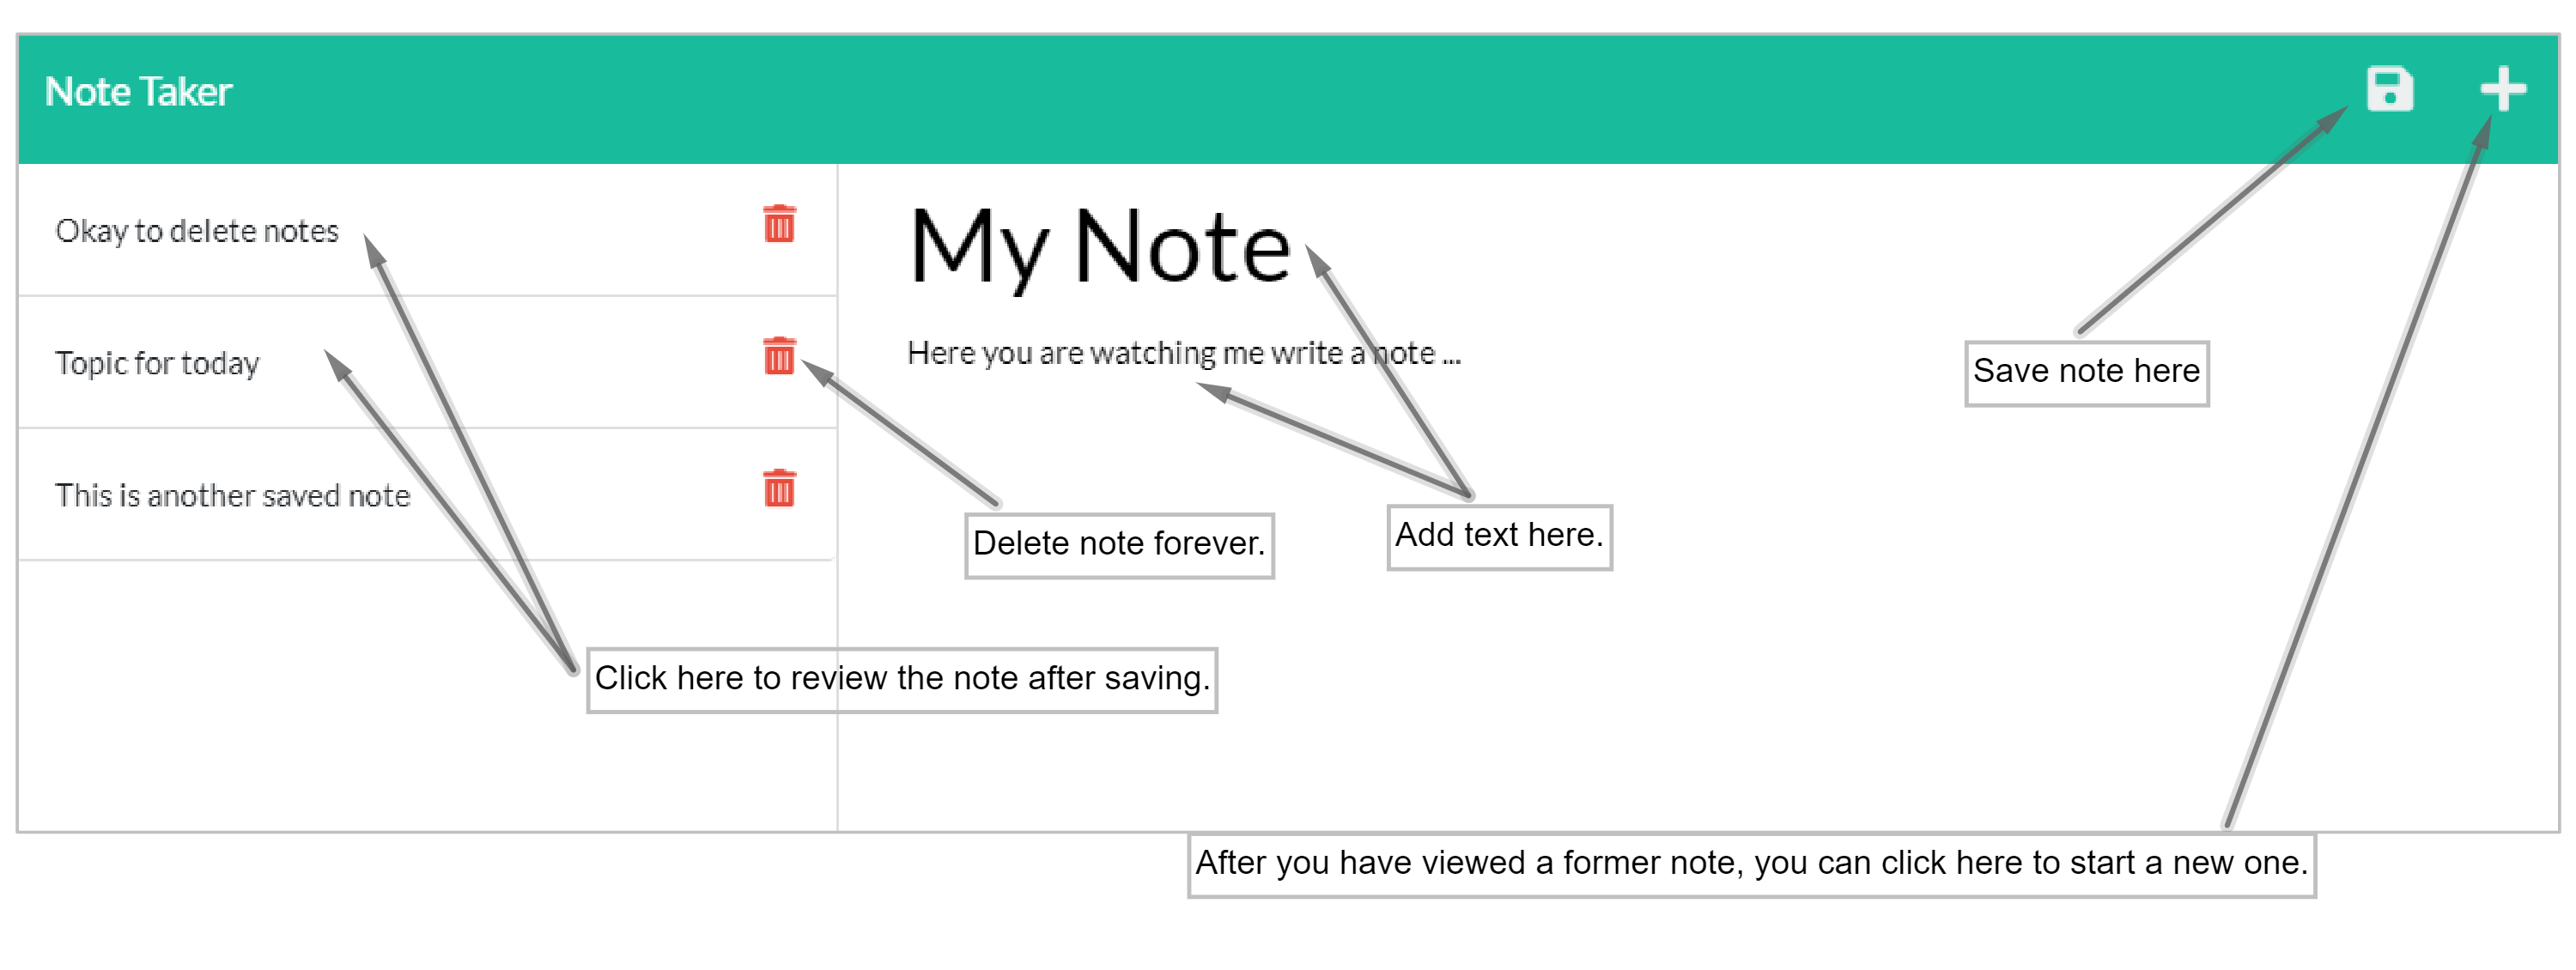 Note Taker
Okay to delete notes
Topic for today
This is another saved note
My Note
Here you are watching me write a note ...
Save note here
Delete note forever.
Add text here.
Click here to review the note after saving.
After you have viewed a former note, you can click here to start a new one.